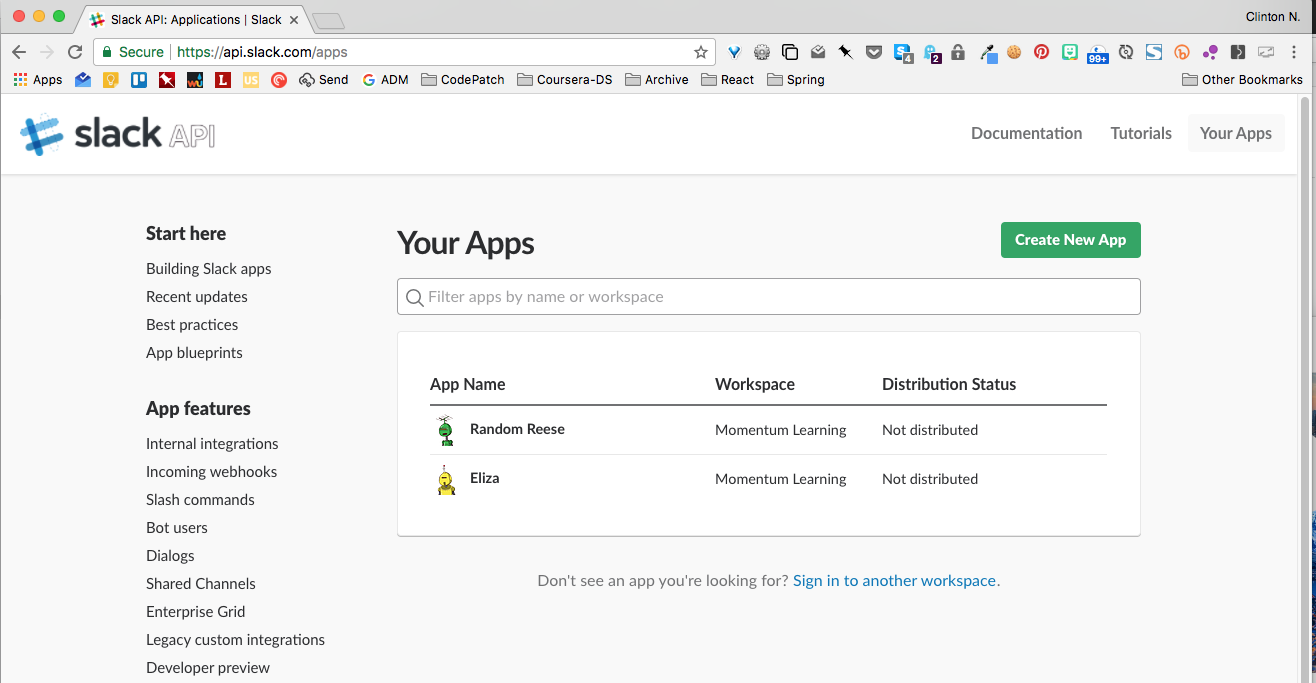 Slack API: Applications | Slack
Clinton N.
Secure https://api.slack.com/apps
4
2
99+
Apps
L
US
Send
G ADM
CodePatch
Coursera-DS
Archive
React
Spring
Other Bookmarks
slack API
Documentation
Tutorials
Your Apps
Start here
Building Slack apps
Recent updates
Best practices
App blueprints
App features
Internal integrations
Incoming webhooks
Slash commands
Bot users
Dialogs
Shared Channels
Enterprise Grid
Legacy custom integrations
Developer preview
Your Apps
Create New App
Filter apps by name or workspace
App Name Workspace Distribution Status
Random Reese Momentum Learning Not distributed
Eliza Momentum Learning Not distributed
Don't see an app you're looking for? Sign in to another workspace.